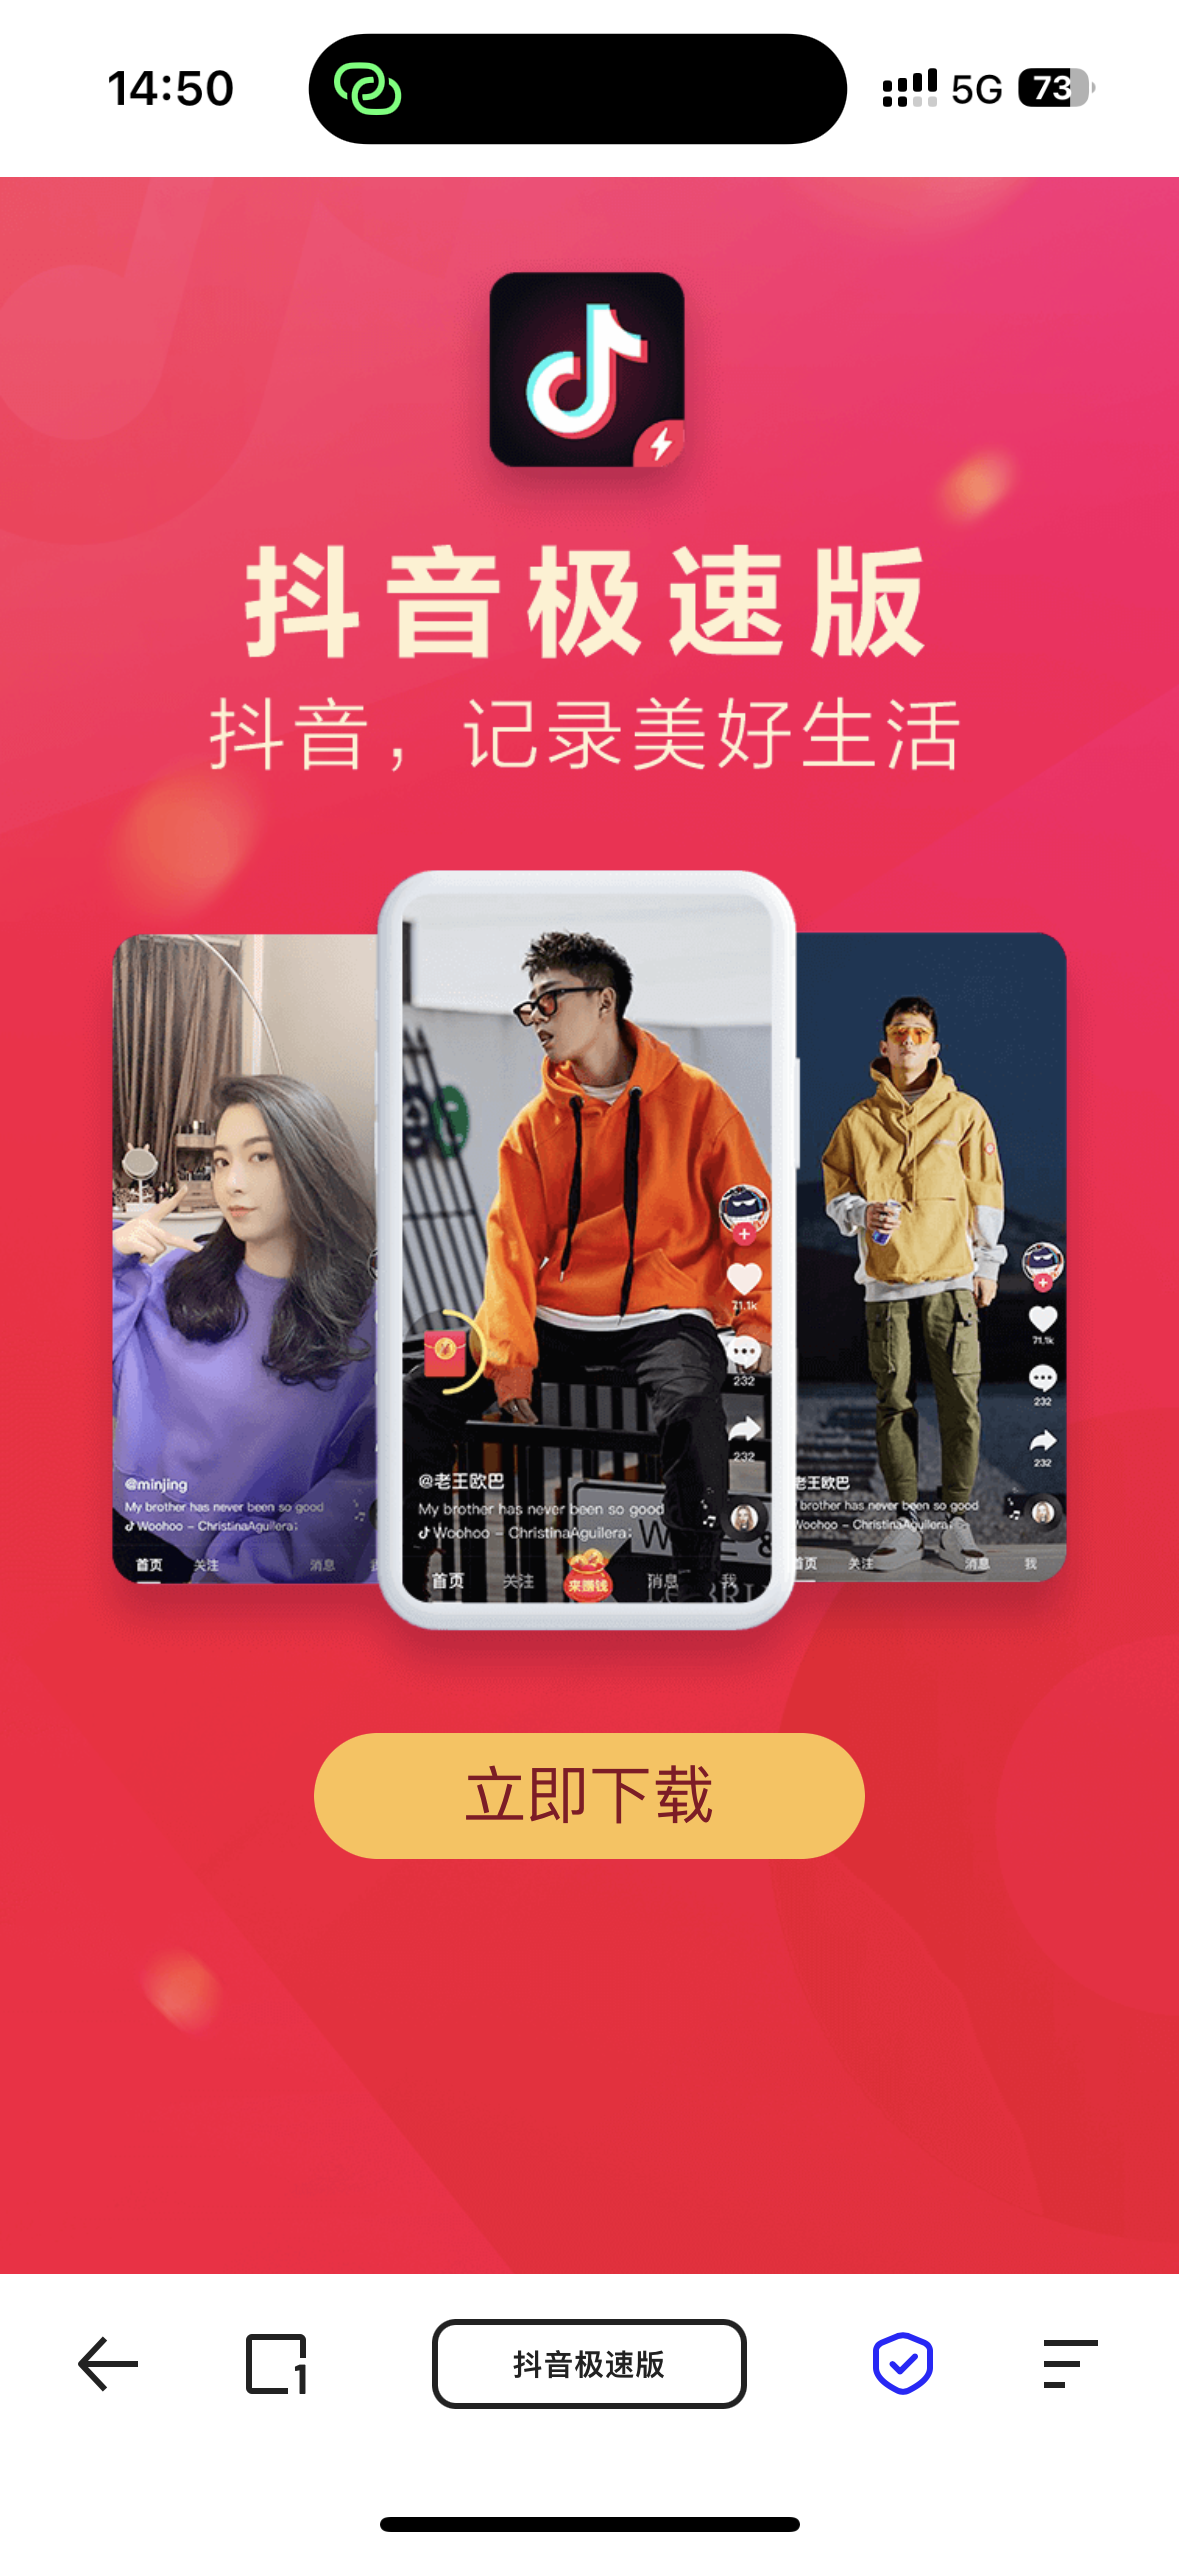 14:50
5G
73
抖音极速版
抖音，记录美好生活
71.1k
232
232
@minjing
My brother has never been so good
Woohoo - ChristinaAguilera;
首页 关注 消息
@老王欧巴
My brother has never been so good
Woohoo - ChristinaAguilera;
首页 关注 来赚钱 消息 我
71.1k
232
232
老王欧巴
brother has never been so good
Woohoo - ChristinaAguilera;
首页 关注 消息 我
立即下载
1
抖音极速版